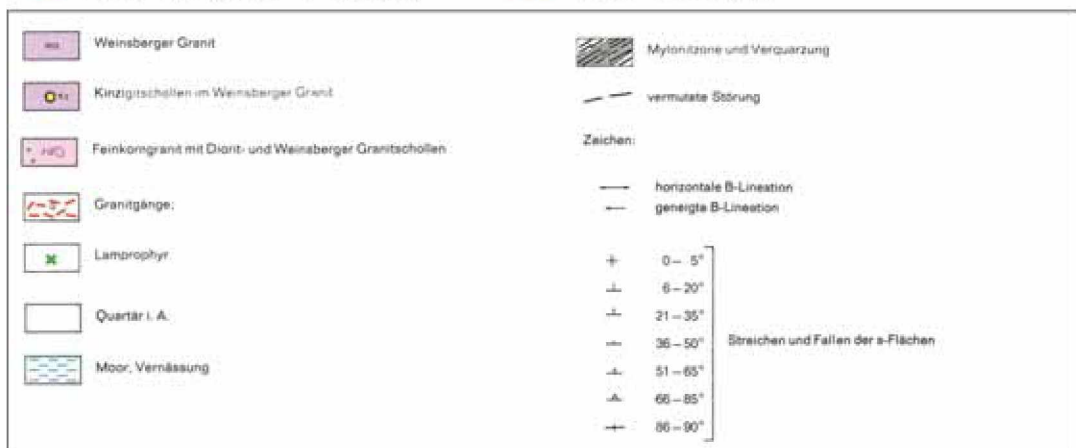 Weinsberger Granit
Kinzigitschollen im Weinsberger Granit
Feinkorngranit mit Diorit- und Weinsberger Granitschollen
Granitgänge;
Lamprophyr
Quartär i. A.
Moor, Vernässung
Mylonitzone und Verquarzung
vermutete Störung
Zeichen:
horizontale B-Lineation
geneigte B-Lineation
0– 5°
6–20°
21–35°
36–50°
51–65°
66–85°
86–90°
Streichen und Fallen der s-Flächen